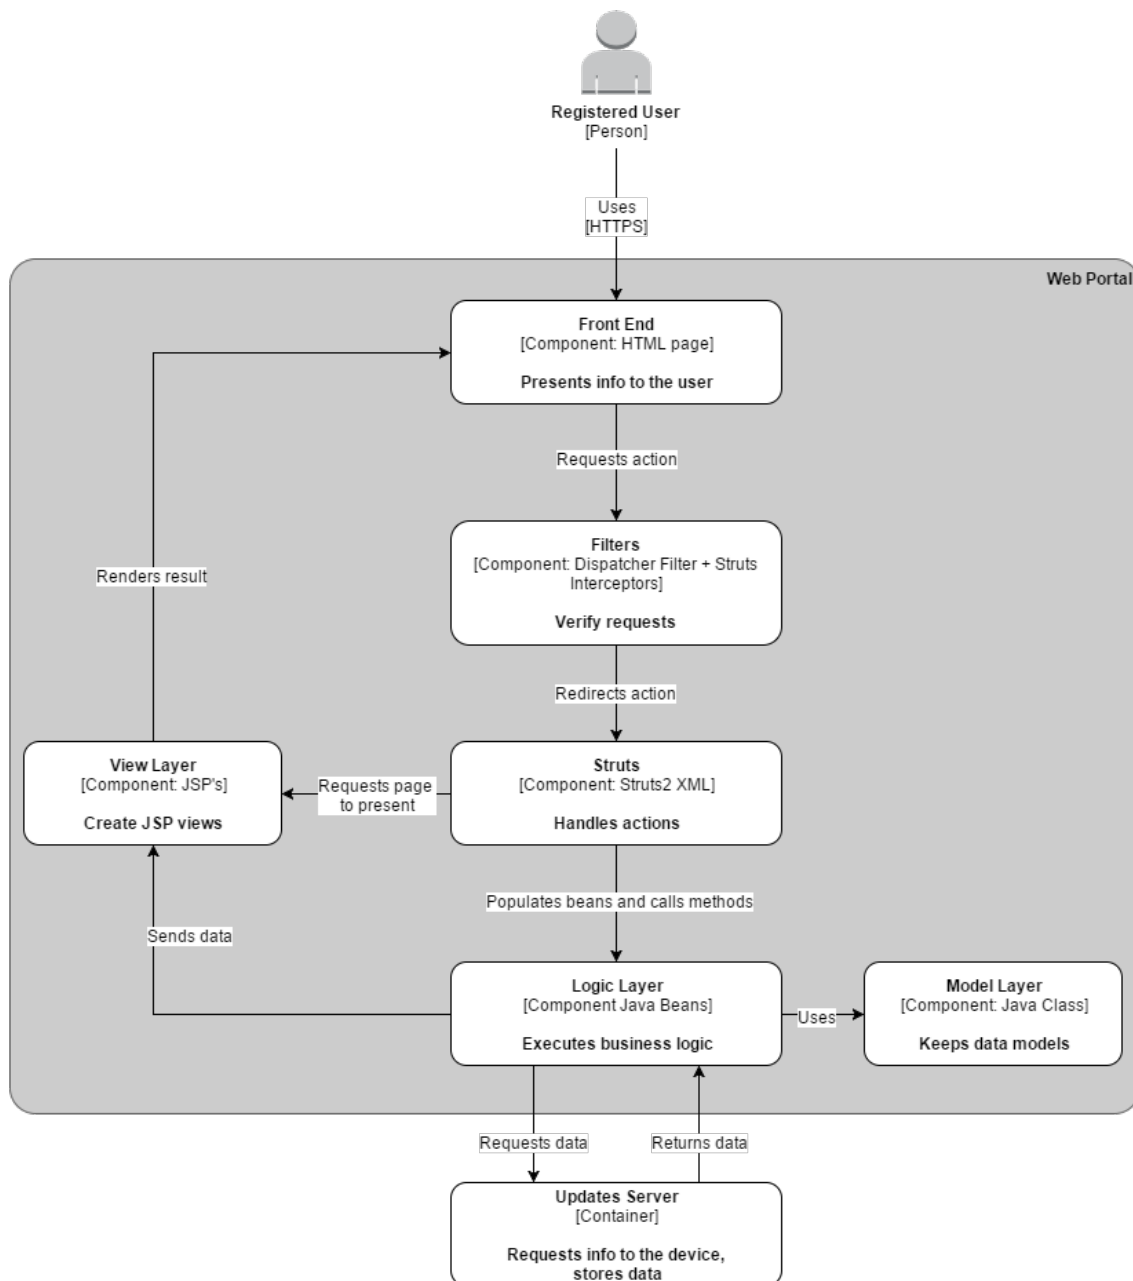 Registered User
[Person]
Uses
[HTTPS]
Web Portal
Front End
[Component: HTML page]
Presents info to the user
Requests action
Filters
[Component: Dispatcher Filter + Struts
Interceptors]
Verify requests
Renders result
Redirects action
View Layer
[Component: JSP's]
Create JSP views
Requests page
to present
Struts
[Component: Struts2 XML]
Handles actions
Populates beans and calls methods
Sends data
Logic Layer
[Component Java Beans]
Executes business logic
Uses
Model Layer
[Component: Java Class]
Keeps data models
Requests data
Returns data
Updates Server
[Container]
Requests info to the device,
stores data